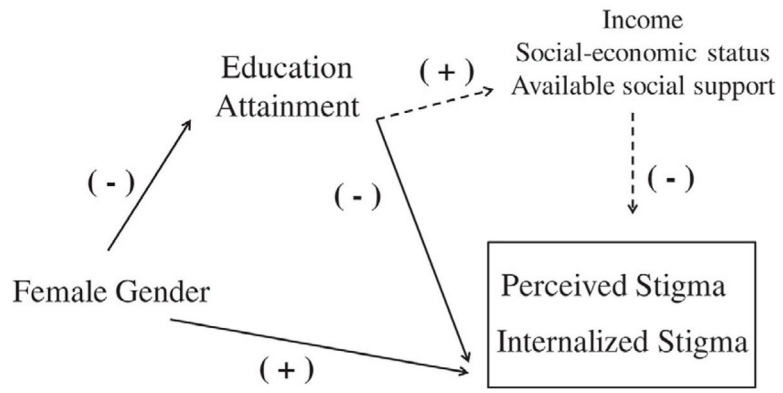 Income
Social-economic status
Available social support
( + )
Education
Attainment
( - )
( - )
( - )
Female Gender
Perceived Stigma
Internalized Stigma
( + )